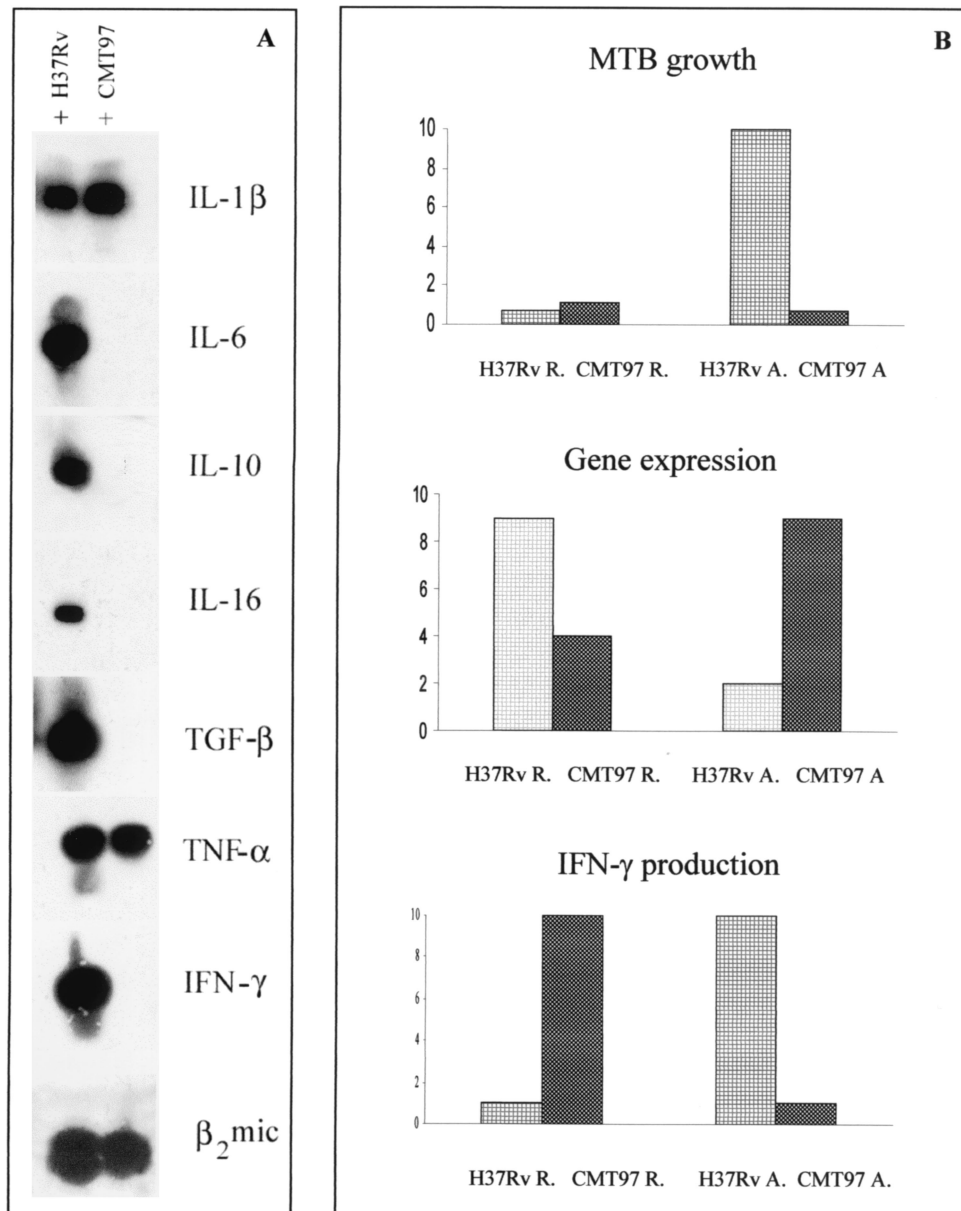 A
+ H37Rv
+ CMT97
IL-1β
IL-6
IL-10
IL-16
TGF-β
TNF-α
IFN-γ
β₂mic
B
MTB growth
10
8
6
4
2
0
H37Rv R. CMT97 R. H37Rv A. CMT97 A
Gene expression
10
8
6
4
2
0
H37Rv R. CMT97 R. H37Rv A. CMT97 A
IFN-γ production
10
8
6
4
2
0
H37Rv R. CMT97 R. H37Rv A. CMT97 A.